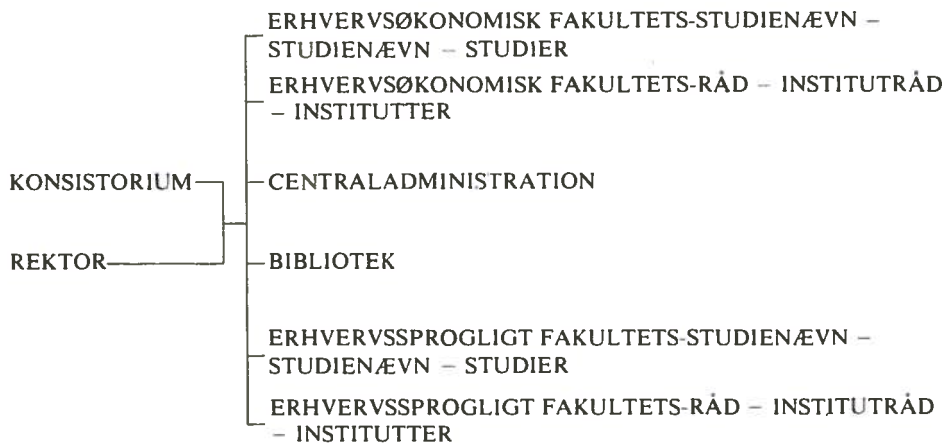 ERHVERVSØKONOMISK FAKULTETS-STUDIENÆVN –
STUDIENÆVN – STUDIER
ERHVERVSØKONOMISK FAKULTETS-RÅD – INSTITUTRÅD
– INSTITUTTER
KONSISTORIUM
CENTRALADMINISTRATION
REKTOR
BIBLIOTEK
ERHVERVSSPROGLIGT FAKULTETS-STUDIENÆVN –
STUDIENÆVN – STUDIER
ERHVERVSSPROGLIGT FAKULTETS-RÅD – INSTITUTRÅD
– INSTITUTTER